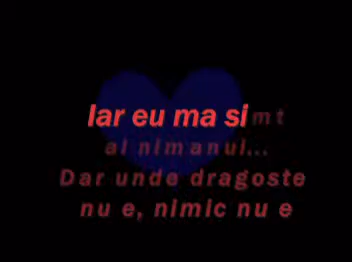 Iar eu ma simt
al nimanui...
Dar unde dragoste
nu e, nimic nu e